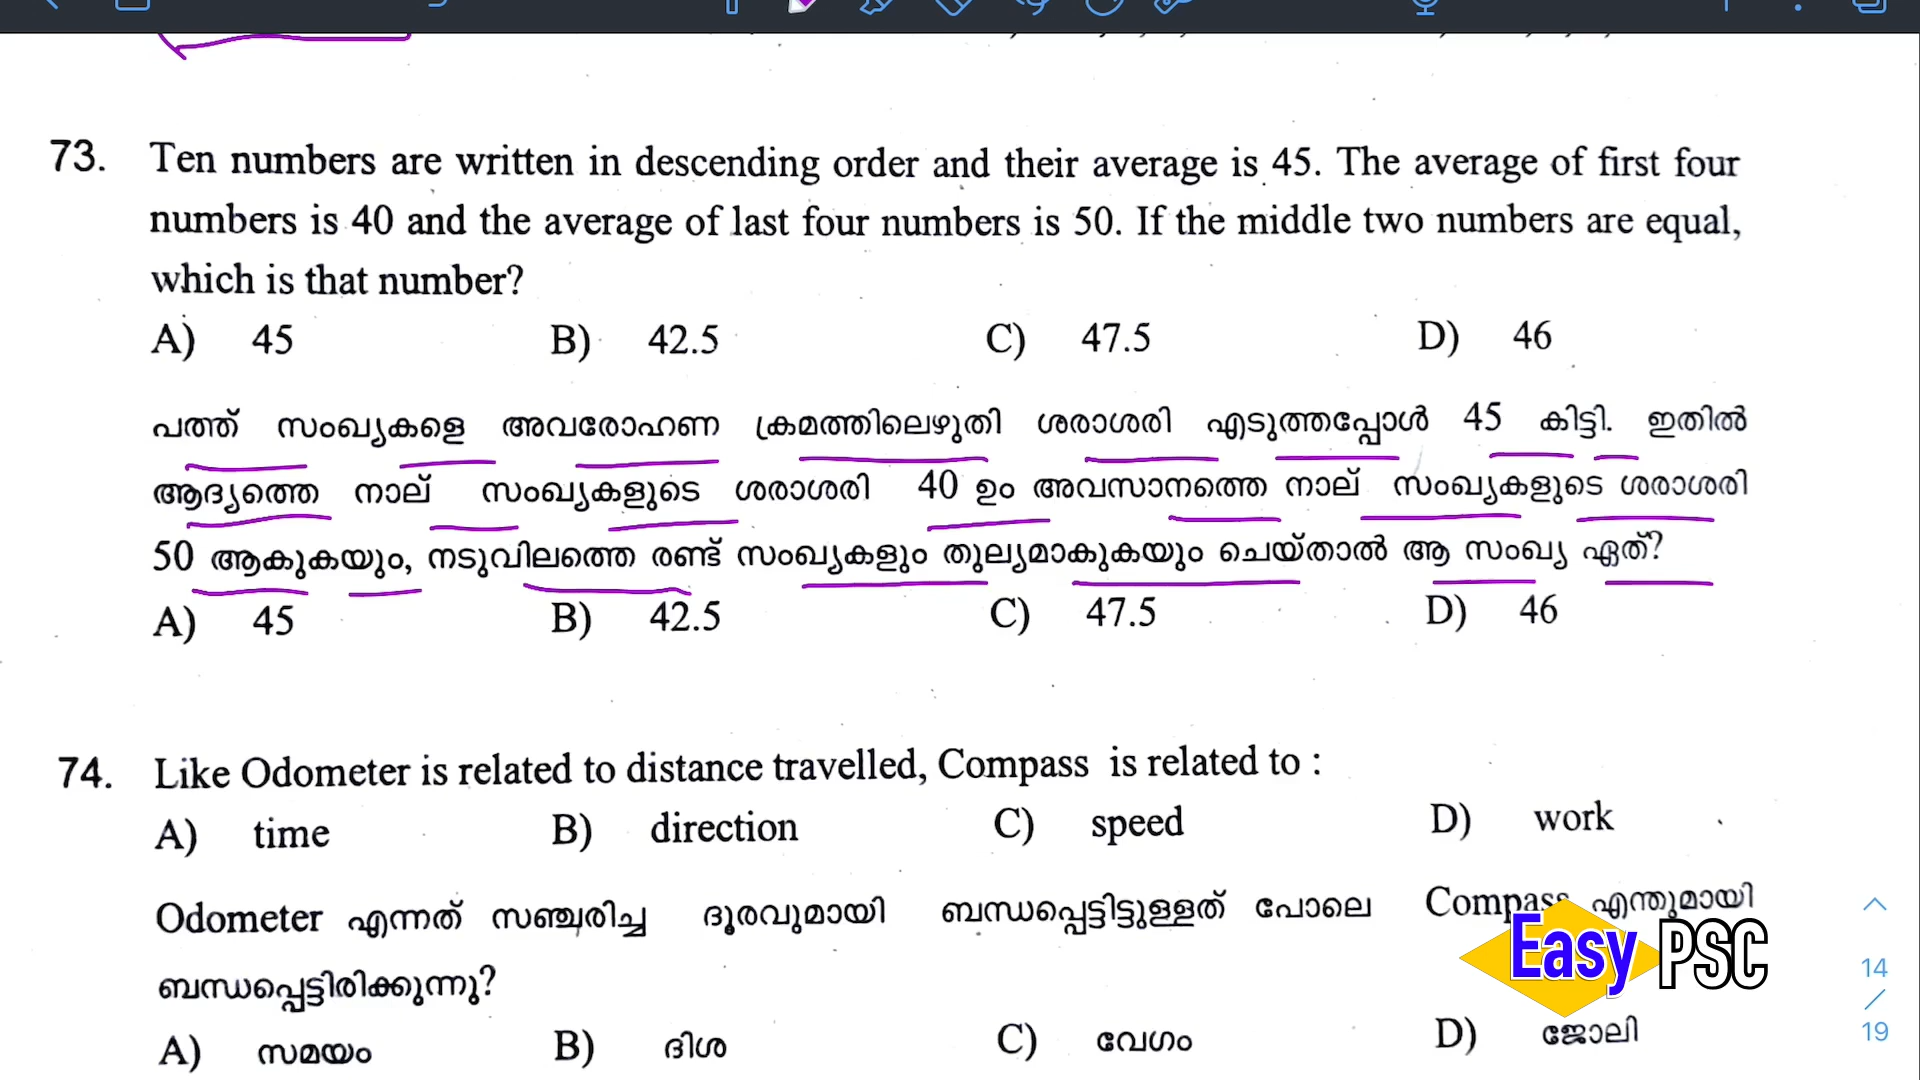 73. Ten numbers are written in descending order and their average is 45. The average of first four
numbers is 40 and the average of last four numbers is 50. If the middle two numbers are equal,
which is that number?
A) 45 B) 42.5 C) 47.5 D) 46
പത്ത് സംഖ്യകളെ അവരോഹണ ക്രമത്തിലെഴുതി ശരാശരി എടുത്തപ്പോൾ 45 കിട്ടി. ഇതിൽ
ആദ്യത്തെ നാല് സംഖ്യകളുടെ ശരാശരി 40 ഉം അവസാനത്തെ നാല് സംഖ്യകളുടെ ശരാശരി
50 ആകുകയും, നടുവിലത്തെ രണ്ട് സംഖ്യകളും തുല്യമാകുകയും ചെയ്താൽ ആ സംഖ്യ ഏത്?
A) 45 B) 42.5 C) 47.5 D) 46
74. Like Odometer is related to distance travelled, Compass is related to :
A) time B) direction C) speed D) work
Odometer എന്നത് സഞ്ചരിച്ച ദൂരവുമായി ബന്ധപ്പെട്ടിട്ടുള്ളത് പോലെ Compass എന്തുമായി
ബന്ധപ്പെട്ടിരിക്കുന്നു?
A) സമയം B) ദിശ C) വേഗം D) ജോലി
Easy PSC
14
/
19